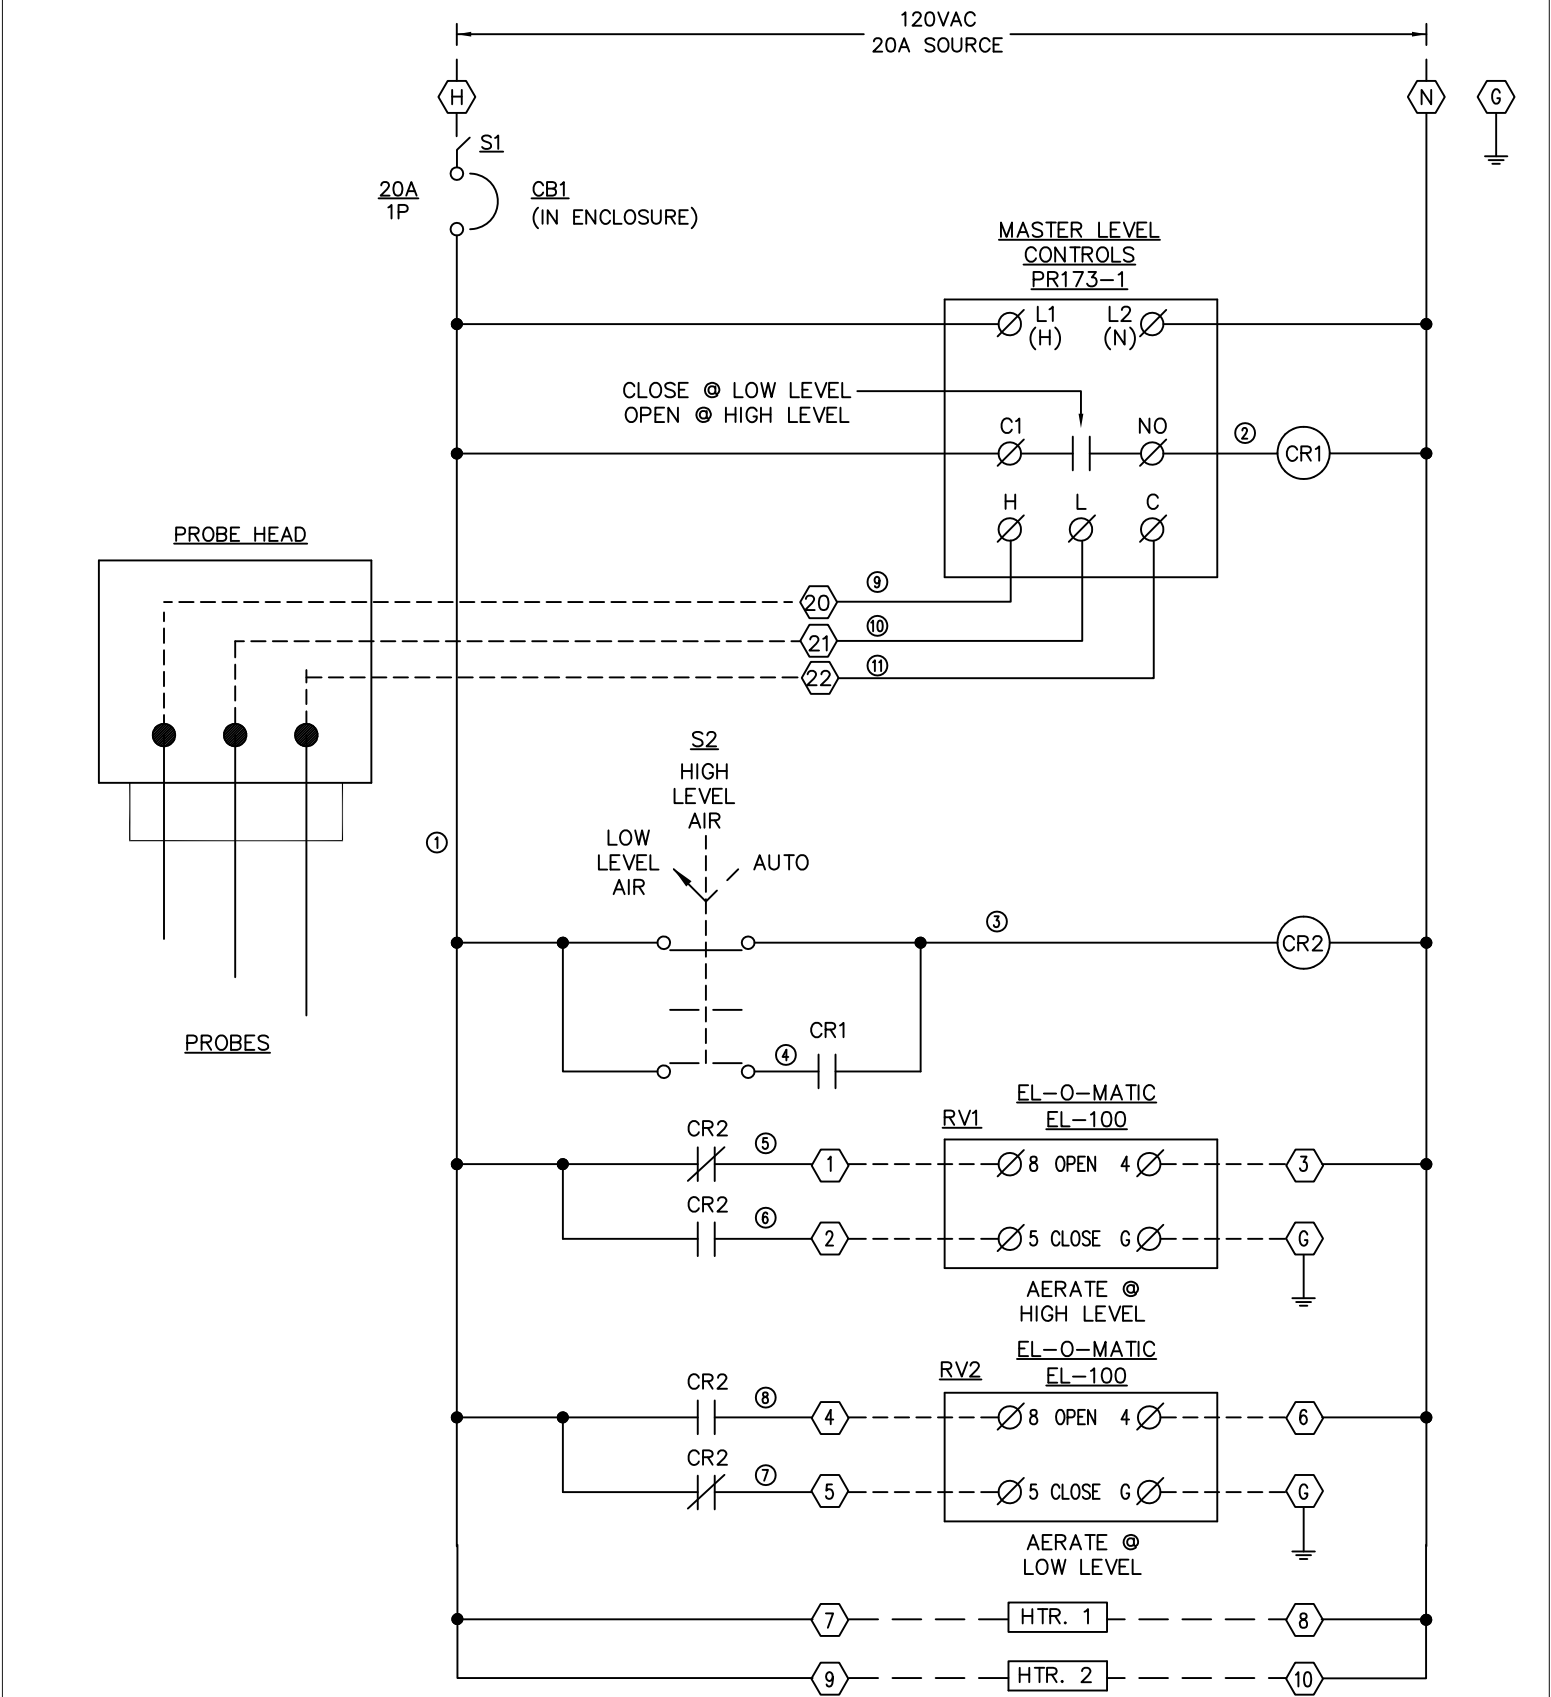 120VAC
20A SOURCE
H
N
G
S1
20A
1P
CB1
(IN ENCLOSURE)
MASTER LEVEL
CONTROLS
PR173-1
L1
(H)
L2
(N)
CLOSE @ LOW LEVEL
OPEN @ HIGH LEVEL
C1
NO
2
CR1
H
L
C
PROBE HEAD
20
9
21
10
22
11
S2
HIGH
LEVEL
AIR
LOW
LEVEL
AIR
AUTO
1
3
CR2
PROBES
4
CR1
EL-O-MATIC
EL-100
RV1
CR2
5
1
8 OPEN 4
3
CR2
6
2
5 CLOSE G
G
AERATE @
HIGH LEVEL
EL-O-MATIC
EL-100
RV2
CR2
8
4
8 OPEN 4
6
CR2
7
5
5 CLOSE G
G
AERATE @
LOW LEVEL
7
HTR. 1
8
9
HTR. 2
10